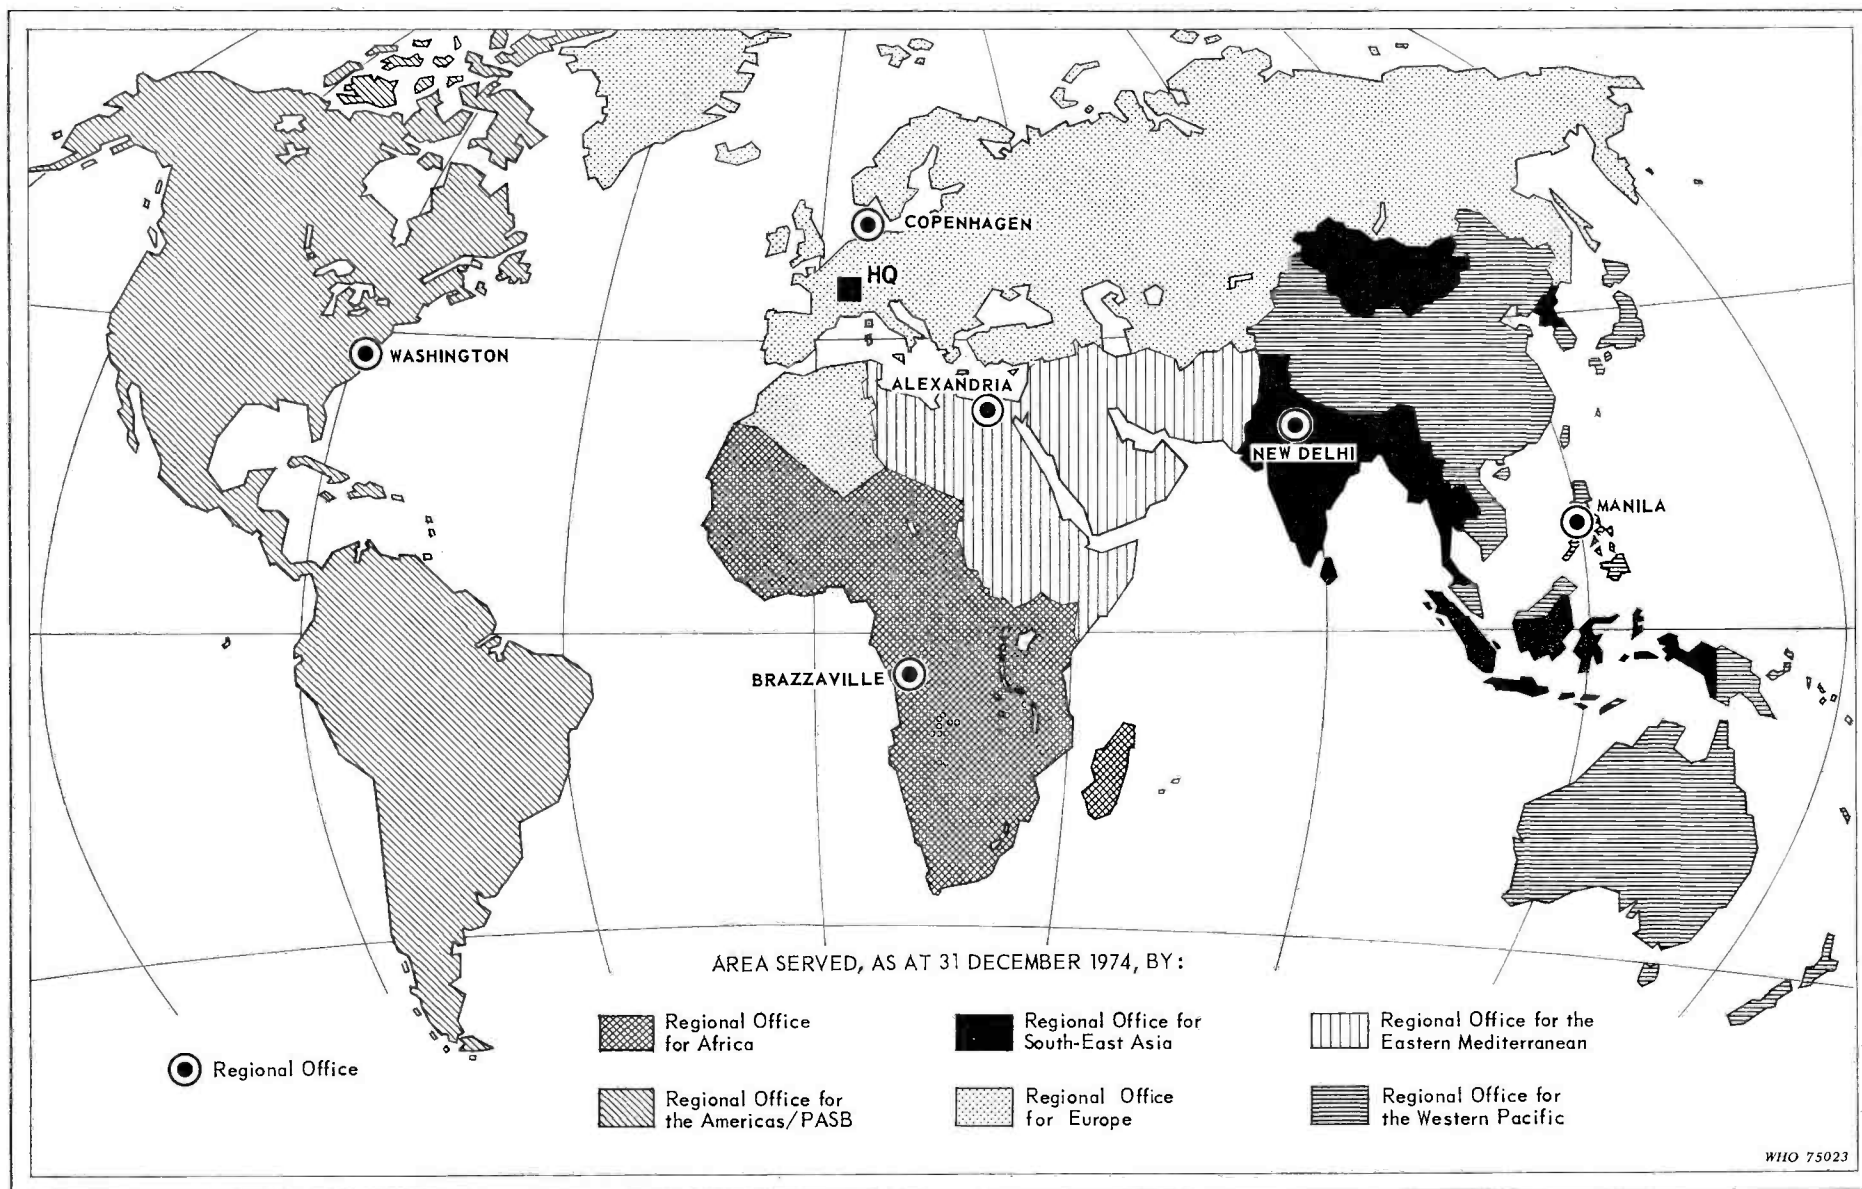 COPENHAGEN
HQ
WASHINGTON
ALEXANDRIA
NEW DELHI
MANILA
BRAZZAVILLE
AREA SERVED, AS AT 31 DECEMBER 1974, BY:
Regional Office
Regional Office
for Africa
Regional Office for
South-East Asia
Regional Office for the
Eastern Mediterranean
Regional Office for
the Americas/PASB
Regional Office
for Europe
Regional Office for
the Western Pacific
WHO 75023